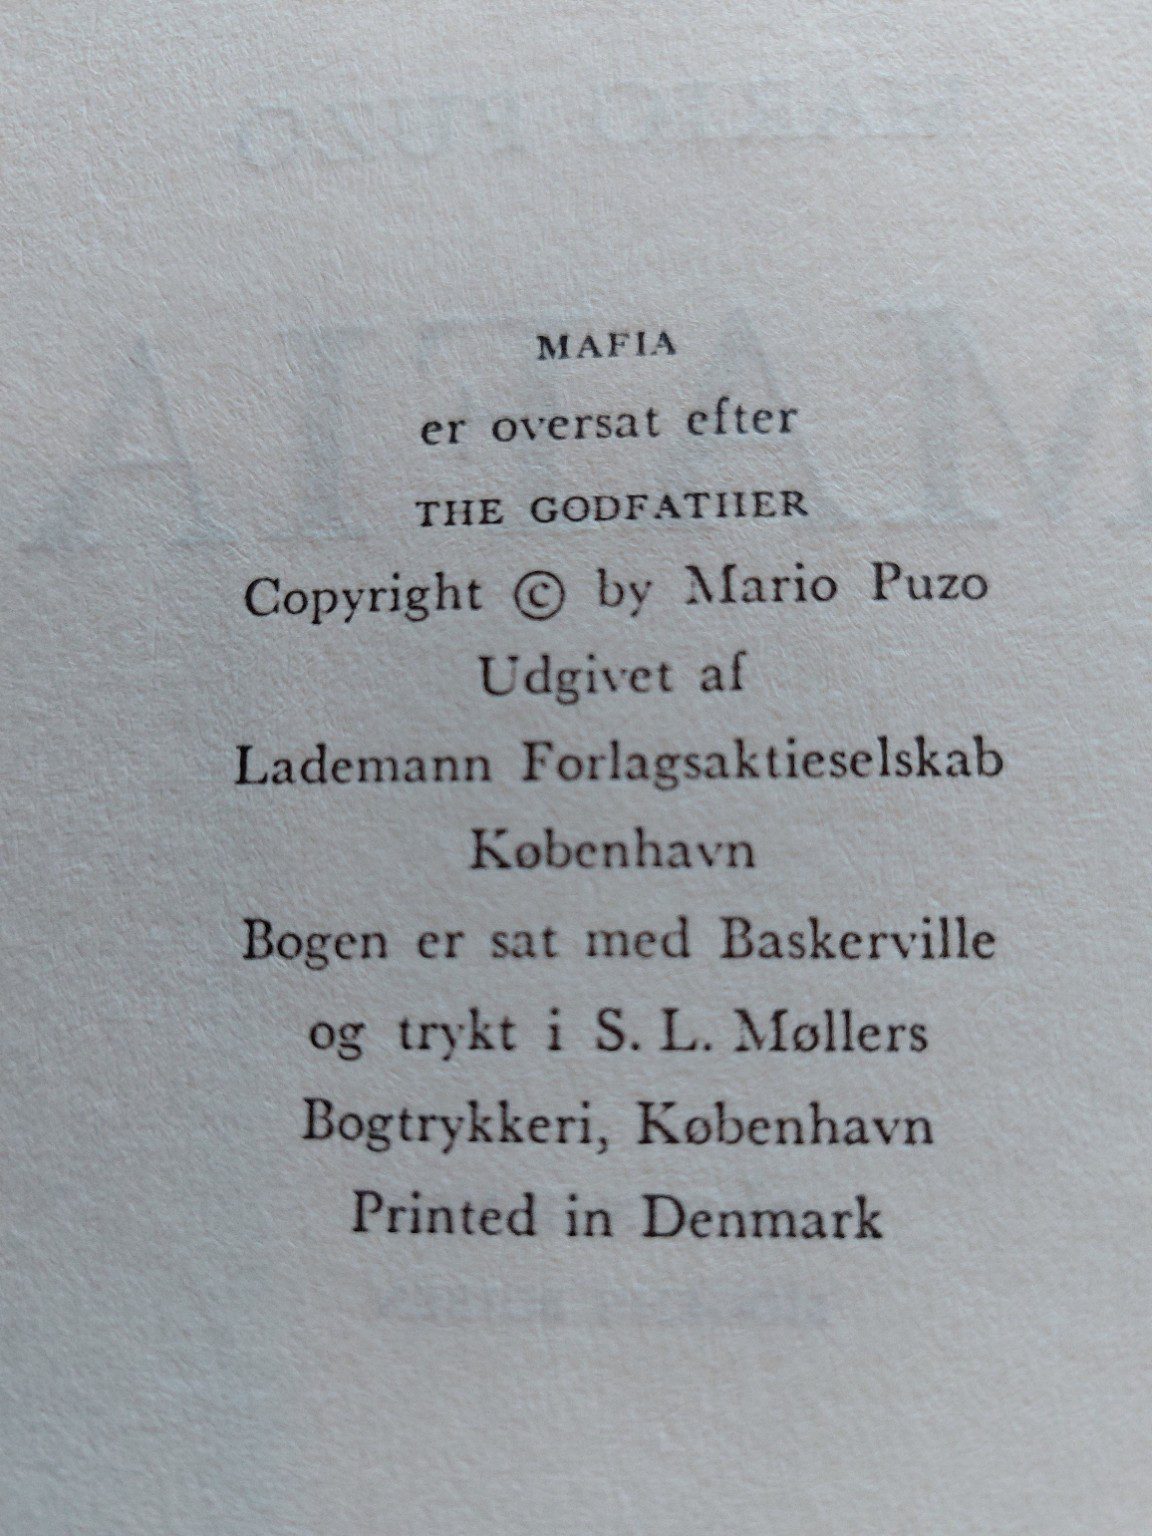 MAFIA
er oversat efter
THE GODFATHER
Copyright © by Mario Puzo
Udgivet af
Lademann Forlagsaktieselskab
København
Bogen er sat med Baskerville
og trykt i S. L. Møllers
Bogtrykkeri, København
Printed in Denmark